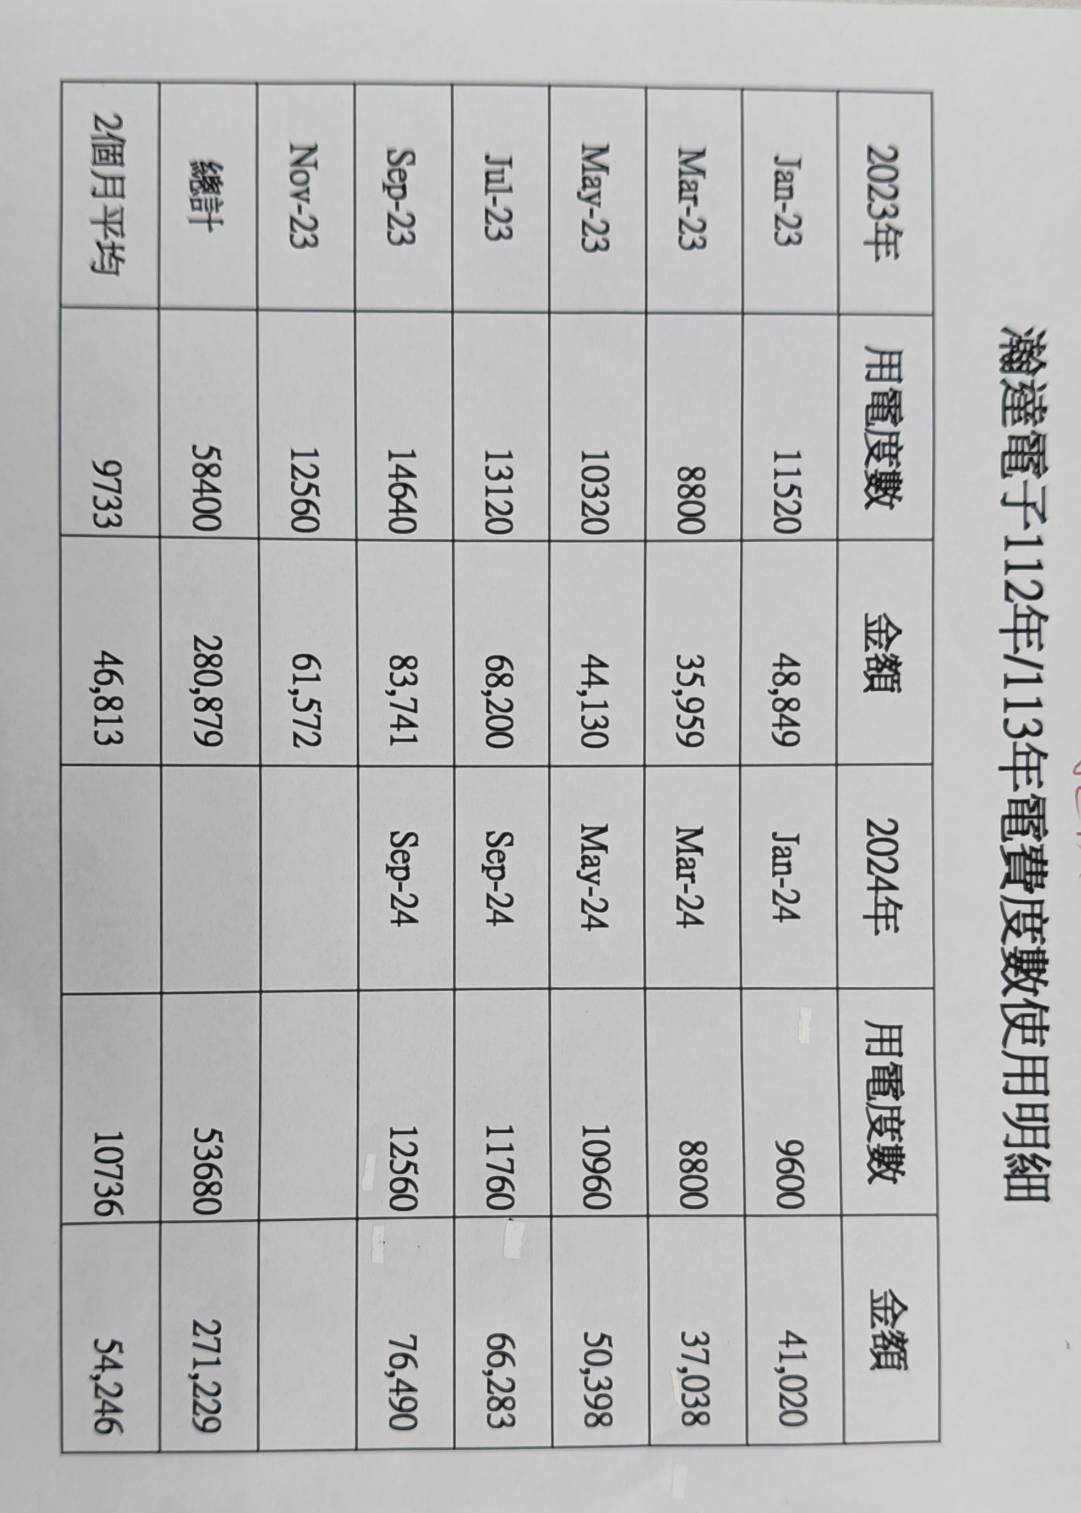 瀚達電子112年/113年電費度數使用明細
2023年 用電度數 金額 2024年 用電度數 金額
Jan-23 11520 48,849 Jan-24 9600 41,020
Mar-23 8800 35,959 Mar-24 8800 37,038
May-23 10320 44,130 May-24 10960 50,398
Jul-23 13120 68,200 Sep-24 11760 66,283
Sep-23 14640 83,741 Sep-24 12560 76,490
Nov-23 12560 61,572
總計 58400 280,879 53680 271,229
2個月平均 9733 46,813 10736 54,246